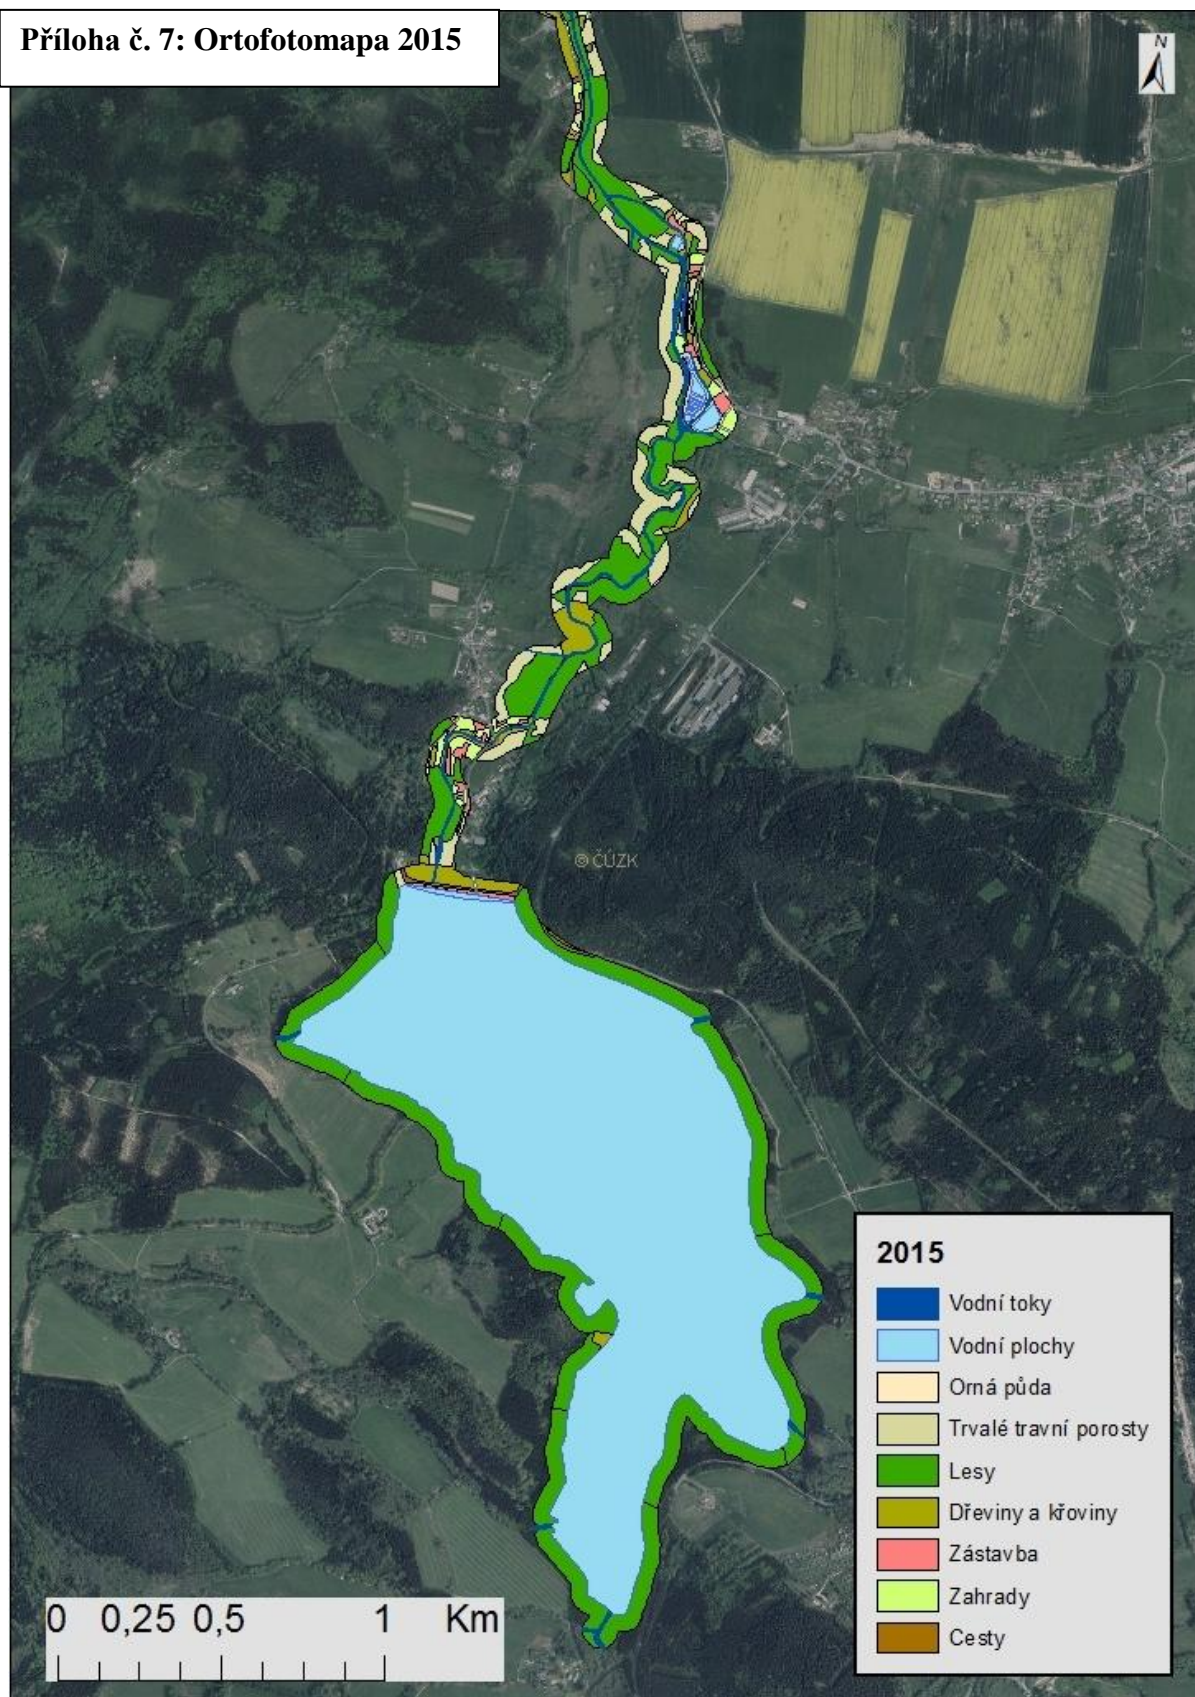 Příloha č. 7: Ortofotomapa 2015
N
© ČÚZK
2015
Vodní toky
Vodní plochy
Orná půda
Trvalé travní porosty
Lesy
Dřeviny a křoviny
Zástavba
Zahrady
Cesty
0 0,25 0,5 1 Km